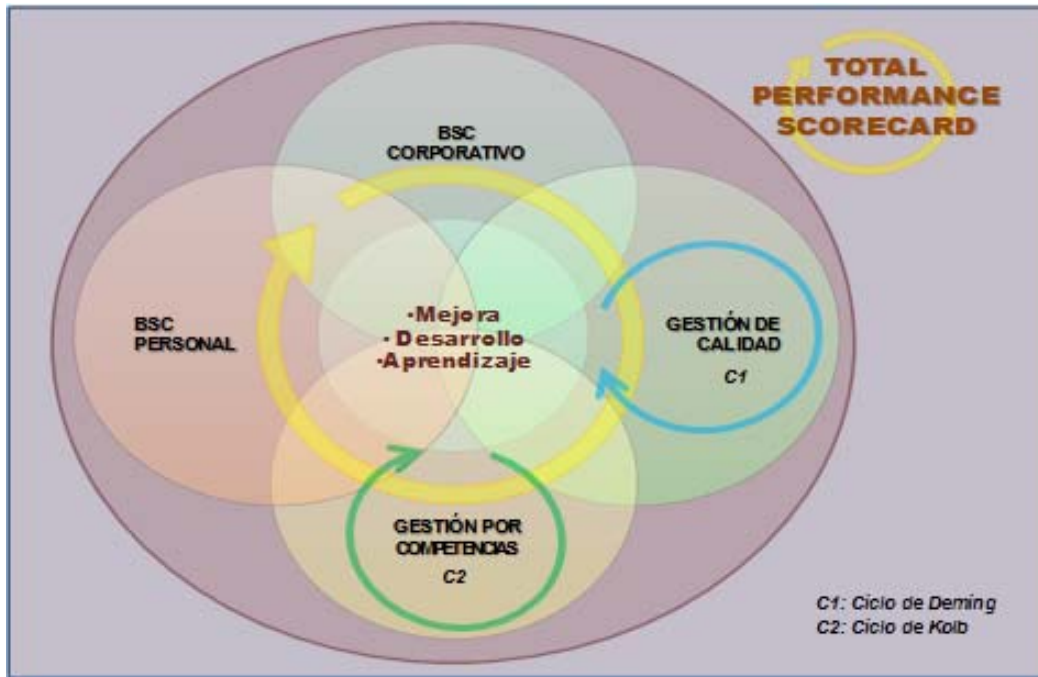 TOTAL
PERFORMANCE
SCORECARD
BSC
CORPORATIVO
BSC
PERSONAL
•Mejora
• Desarrollo
•Aprendizaje
GESTIÓN DE
CALIDAD
C1
GESTIÓN POR
COMPETENCIAS
C2
C1: Ciclo de Deming
C2: Ciclo de Kolb